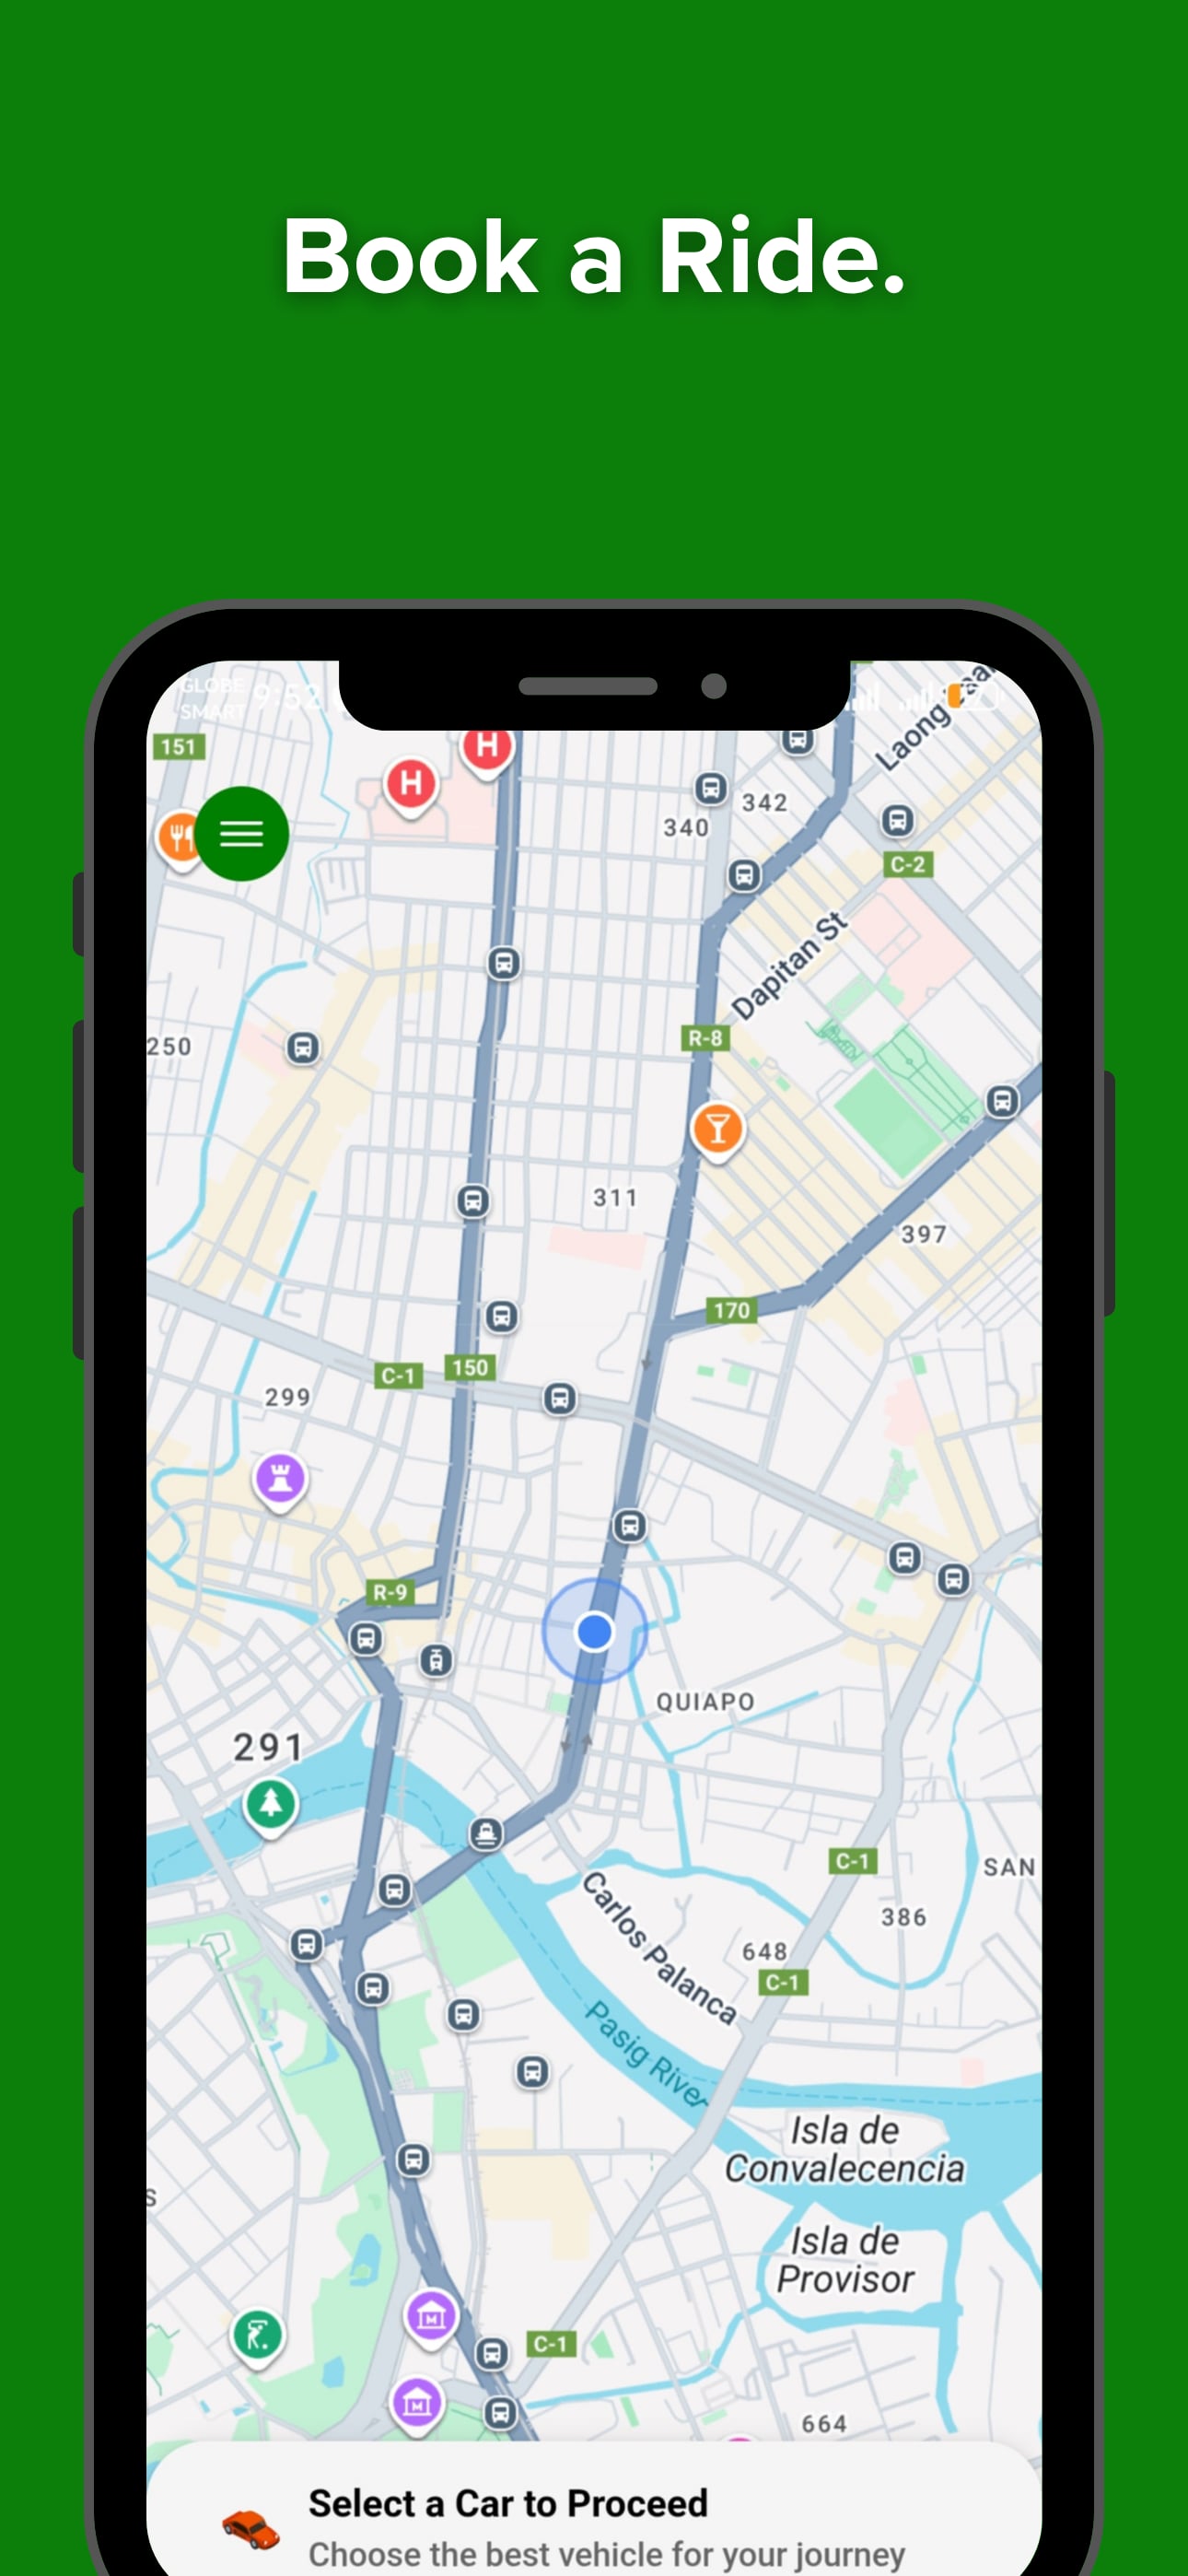 Book a Ride.
GLOBE
SMART
9:52
Laong
151
H
H
342
340
C-2
Dapitan St
250
R-8
311
397
170
150
C-1
299
R-9
QUIAPO
291
C-1
SAN
386
Carlos Palanca
648
C-1
Pasig River
Isla de
Convalecencia
S
Isla de
Provisor
M
C-1
M
664
Select a Car to Proceed
Choose the best vehicle for your journey